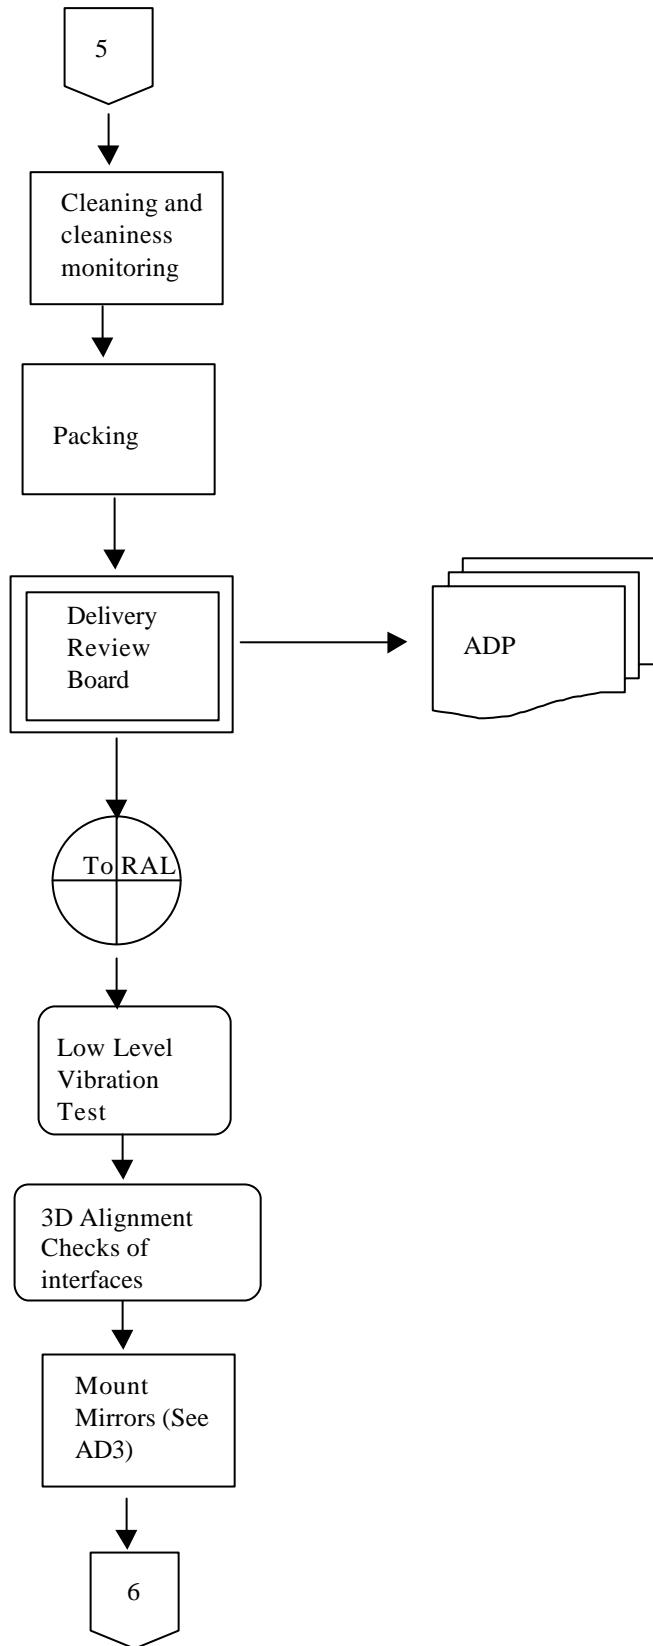 5
Cleaning and
cleaniness
monitoring
Packing
Delivery
Review
Board
ADP
To RAL
Low Level
Vibration
Test
3D Alignment
Checks of
interfaces
Mount
Mirrors (See
AD3)
6